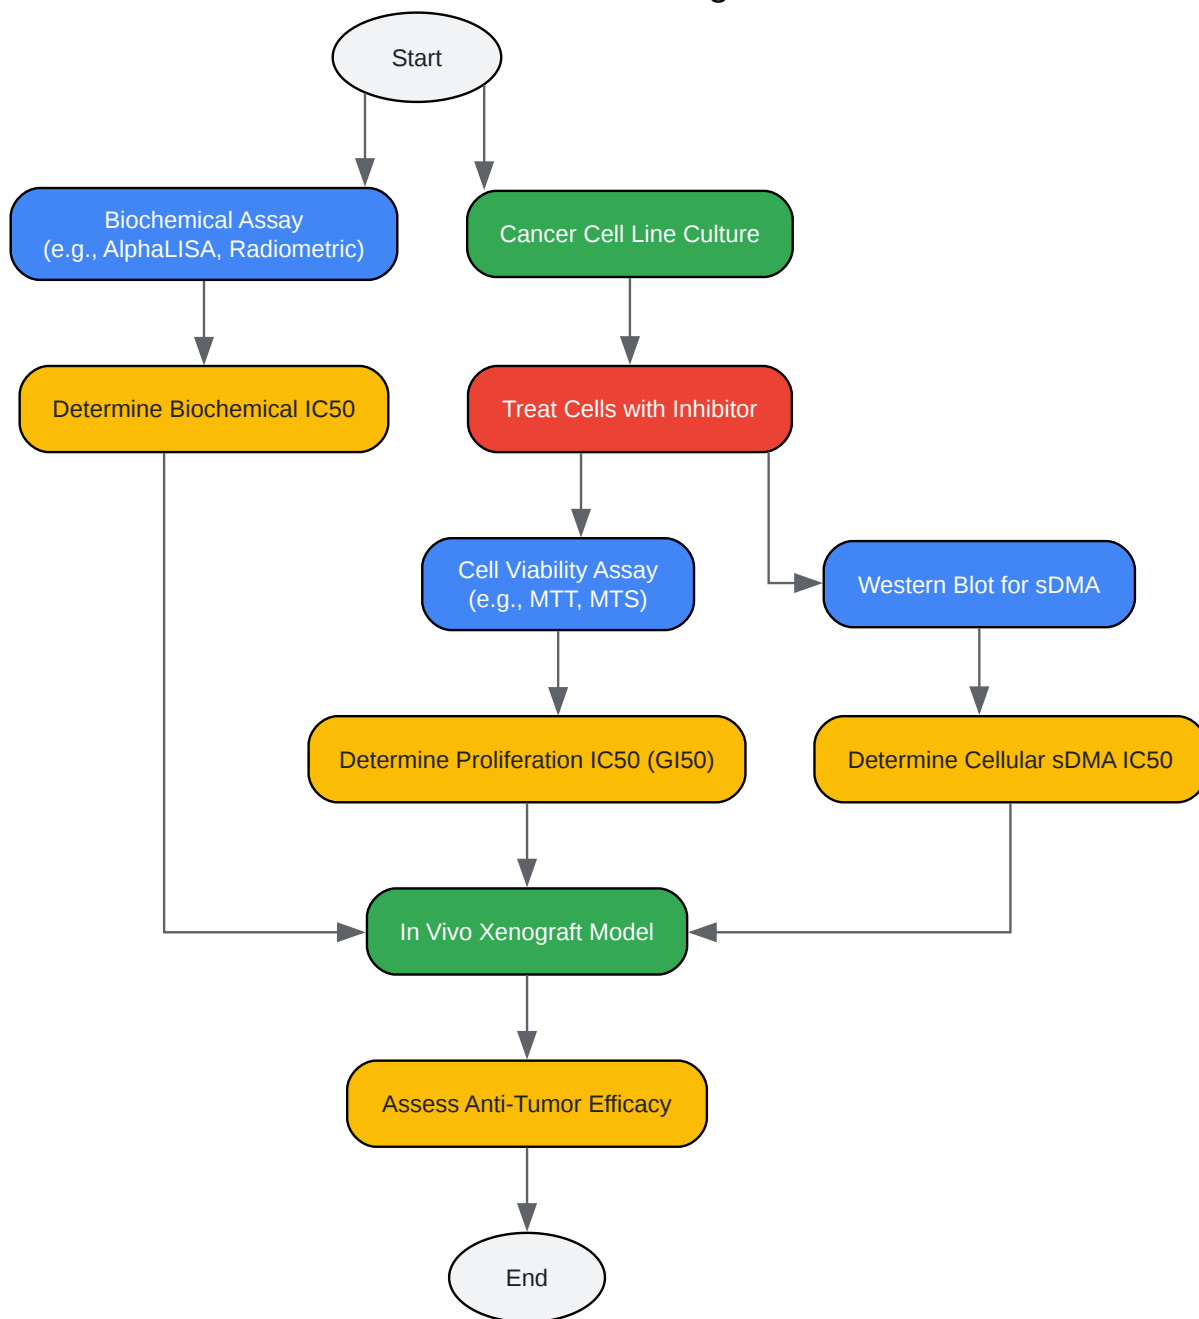 Start
Biochemical Assay
(e.g., AlphaLISA, Radiometric)
Cancer Cell Line Culture
Determine Biochemical IC50
Treat Cells with Inhibitor
Cell Viability Assay
(e.g., MTT, MTS)
Western Blot for sDMA
Determine Proliferation IC50 (GI50)
Determine Cellular sDMA IC50
In Vivo Xenograft Model
Assess Anti-Tumor Efficacy
End